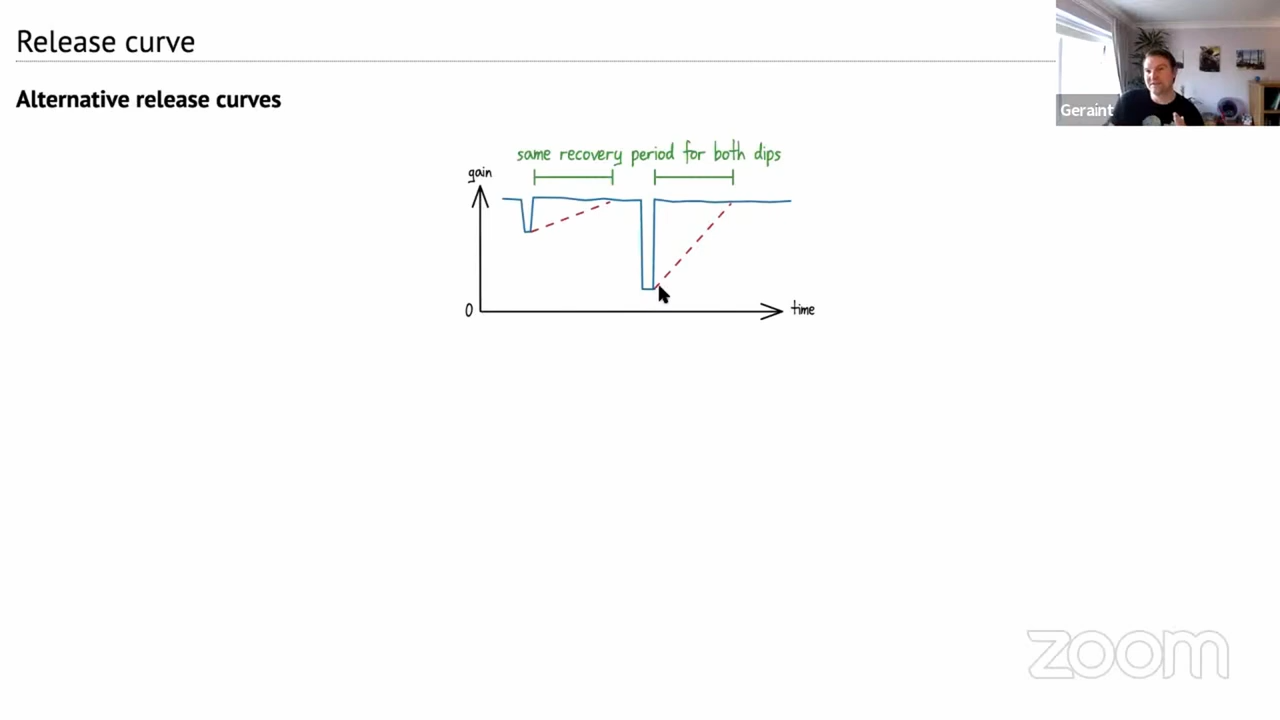 Release curve
Geraint
Alternative release curves
same recovery period for both dips
gain
0
time
zoom